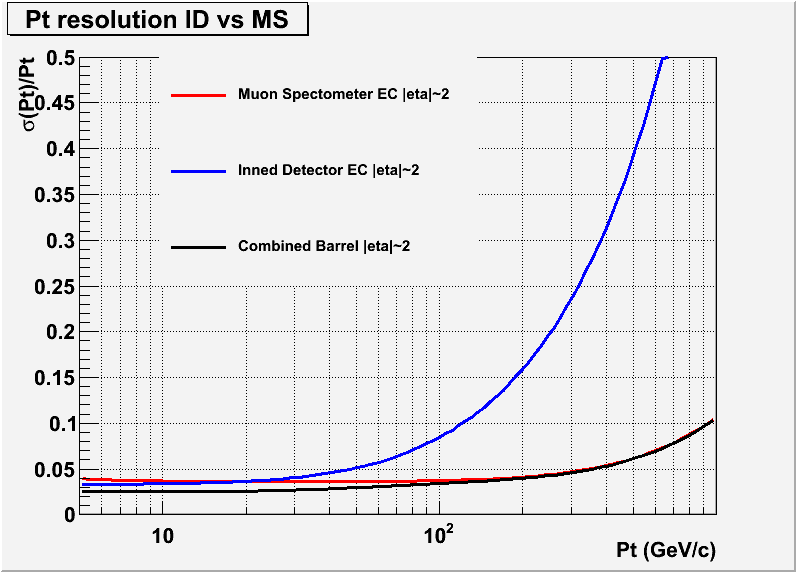 Pt resolution ID vs MS
σ(Pt)/Pt
0.5
0.45
0.4
0.35
0.3
0.25
0.2
0.15
0.1
0.05
0
Muon Spectometer EC |eta|~2
Inned Detector EC |eta|~2
Combined Barrel |eta|~2
10
10²
Pt (GeV/c)